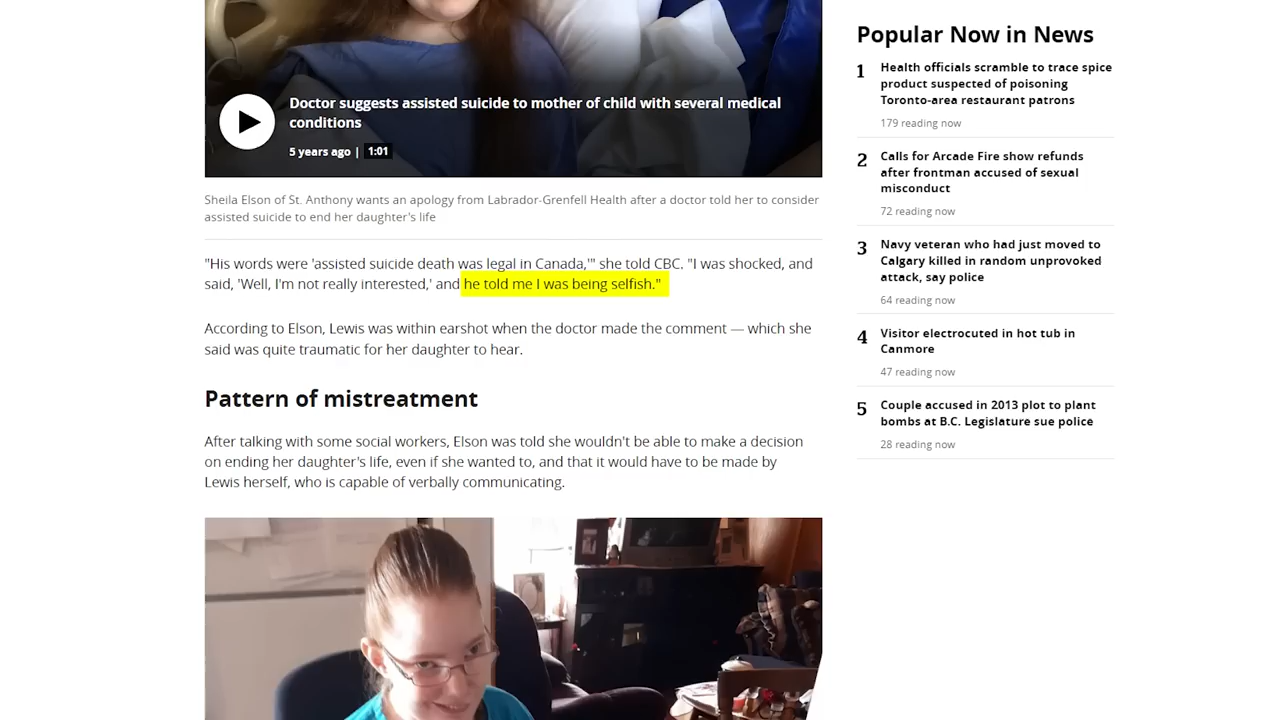 Doctor suggests assisted suicide to mother of child with several medical
conditions
5 years ago | 1:01
Sheila Elson of St. Anthony wants an apology from Labrador-Grenfell Health after a doctor told her to consider
assisted suicide to end her daughter's life
"His words were 'assisted suicide death was legal in Canada,'" she told CBC. "I was shocked, and
said, 'Well, I'm not really interested,' and he told me I was being selfish."
According to Elson, Lewis was within earshot when the doctor made the comment — which she
said was quite traumatic for her daughter to hear.
Pattern of mistreatment
After talking with some social workers, Elson was told she wouldn't be able to make a decision
on ending her daughter's life, even if she wanted to, and that it would have to be made by
Lewis herself, who is capable of verbally communicating.
Popular Now in News
1
Health officials scramble to trace spice
product suspected of poisoning
Toronto-area restaurant patrons
179 reading now
2
Calls for Arcade Fire show refunds
after frontman accused of sexual
misconduct
72 reading now
3
Navy veteran who had just moved to
Calgary killed in random unprovoked
attack, say police
64 reading now
4
Visitor electrocuted in hot tub in
Canmore
47 reading now
5
Couple accused in 2013 plot to plant
bombs at B.C. Legislature sue police
28 reading now